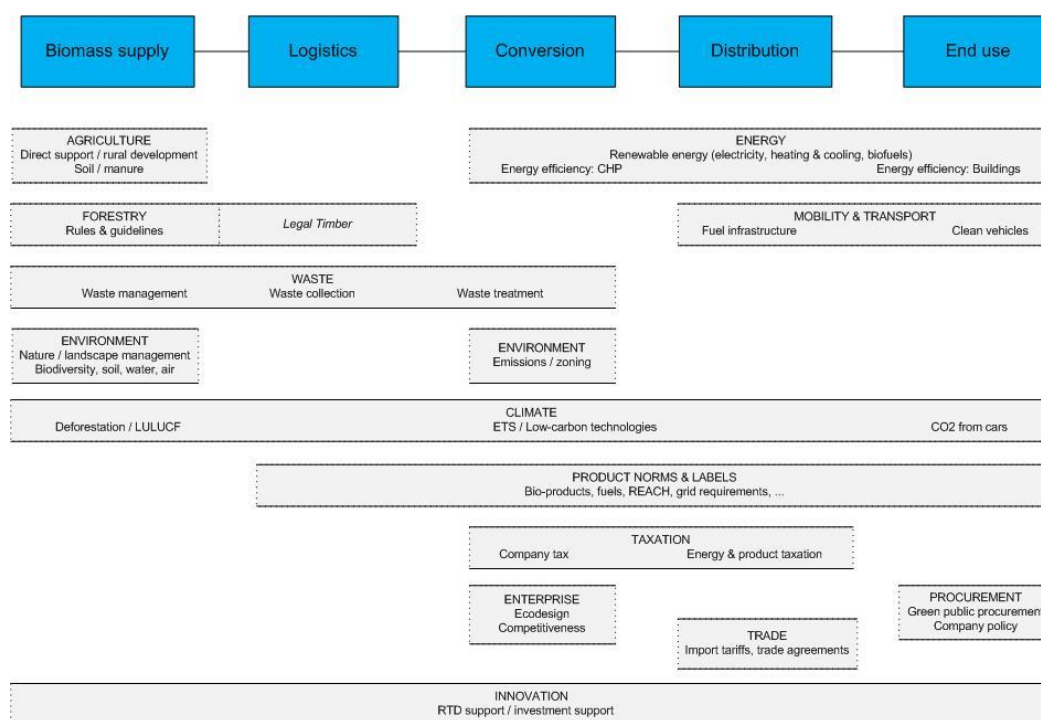 Biomass supply
Logistics
Conversion
Distribution
End use
AGRICULTURE
Direct support / rural development
Soil / manure
ENERGY
Renewable energy (electricity, heating & cooling, biofuels)
Energy efficiency: CHP
Energy efficiency: Buildings
FORESTRY
Rules & guidelines
Legal Timber
MOBILITY & TRANSPORT
Fuel infrastructure
Clean vehicles
WASTE
Waste management
Waste collection
Waste treatment
ENVIRONMENT
Nature / landscape management
Biodiversity, soil, water, air
ENVIRONMENT
Emissions / zoning
CLIMATE
Deforestation / LULUCF
ETS / Low-carbon technologies
CO2 from cars
PRODUCT NORMS & LABELS
Bio-products, fuels, REACH, grid requirements, ...
TAXATION
Company tax
Energy & product taxation
ENTERPRISE
Ecodesign
Competitiveness
PROCUREMENT
Green public procurement
Company policy
TRADE
Import tariffs, trade agreements
INNOVATION
RTD support / investment support